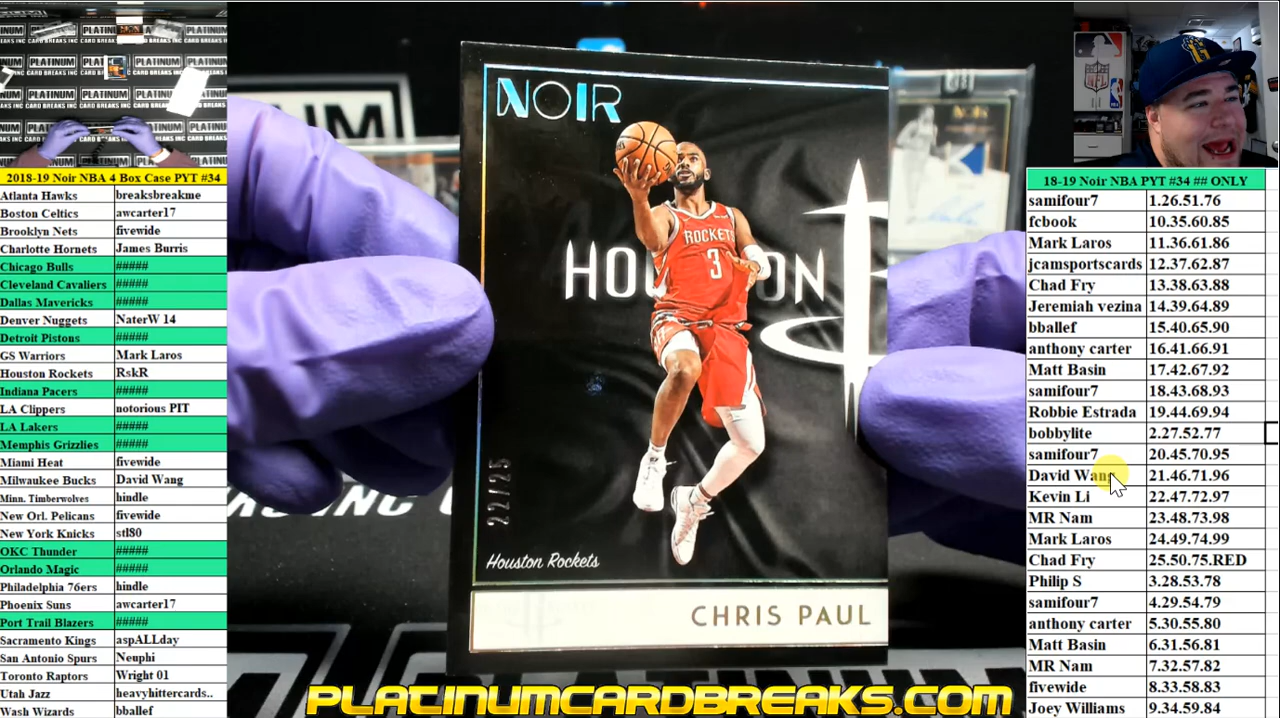 2018-19 Noir NBA 4 Box Case PYT #34
Atlanta Hawks breaksbreakme
Boston Celtics awcarter17
Brooklyn Nets fivewide
Charlotte Hornets James Burris
Chicago Bulls #####
Cleveland Cavaliers #####
Dallas Mavericks #####
Denver Nuggets NaterW 14
Detroit Pistons #####
GS Warriors Mark Laros
Houston Rockets RskR
Indiana Pacers #####
LA Clippers notorious PIT
LA Lakers #####
Memphis Grizzlies #####
Miami Heat fivewide
Milwaukee Bucks David Wang
Minn. Timberwolves hindle
New Orl. Pelicans fivewide
New York Knicks stl80
OKC Thunder #####
Orlando Magic #####
Philadelphia 76ers hindle
Phoenix Suns awcarter17
Port Trail Blazers #####
Sacramento Kings aspALLday
San Antonio Spurs Neuphi
Toronto Raptors Wright 01
Utah Jazz heavyhittercards..
Wash Wizards bballef
NOIR
ROCKETS
3
22/25
Houston Rockets
CHRIS PAUL
PLATINUMCARDBREAKS.COM
18-19 Noir NBA PYT #34 ## ONLY
samifour7 1.26.51.76
fcbook 10.35.60.85
Mark Laros 11.36.61.86
jcamsportscards 12.37.62.87
Chad Fry 13.38.63.88
Jeremiah vezina 14.39.64.89
bballef 15.40.65.90
anthony carter 16.41.66.91
Matt Basin 17.42.67.92
samifour7 18.43.68.93
Robbie Estrada 19.44.69.94
bobbylite 2.27.52.77
samifour7 20.45.70.95
David Wang 21.46.71.96
Kevin Li 22.47.72.97
MR Nam 23.48.73.98
Mark Laros 24.49.74.99
Chad Fry 25.50.75.RED
Philip S 3.28.53.78
samifour7 4.29.54.79
anthony carter 5.30.55.80
Matt Basin 6.31.56.81
MR Nam 7.32.57.82
fivewide 8.33.58.83
Joey Williams 9.34.59.84